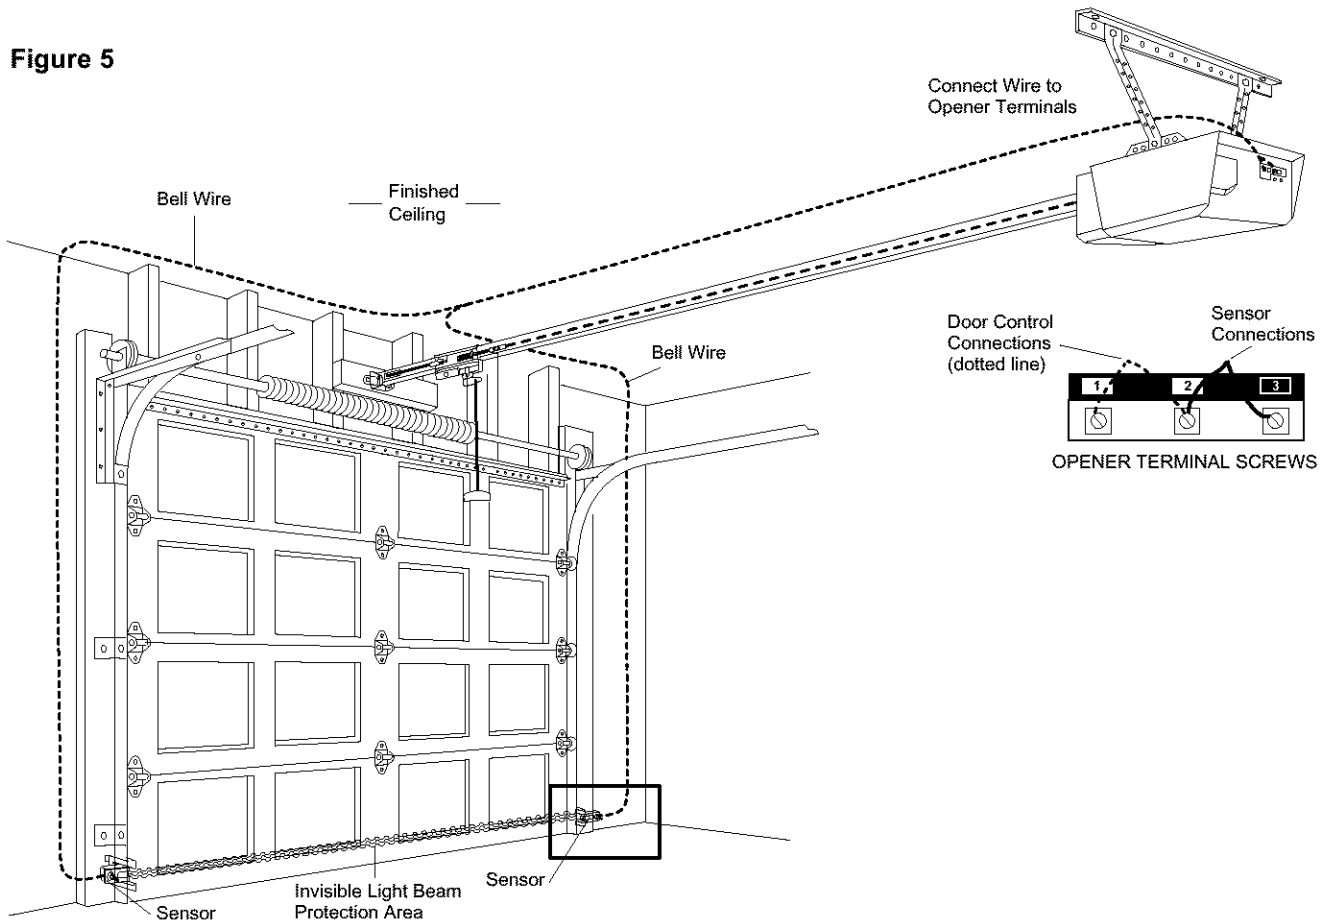 Figure 5
Connect Wire to
Opener Terminals
Bell Wire
Finished
Ceiling
Bell Wire
Door Control
Connections
(dotted line)
Sensor
Connections
1 2 3
OPENER TERMINAL SCREWS
Sensor
Invisible Light Beam
Protection Area
Sensor